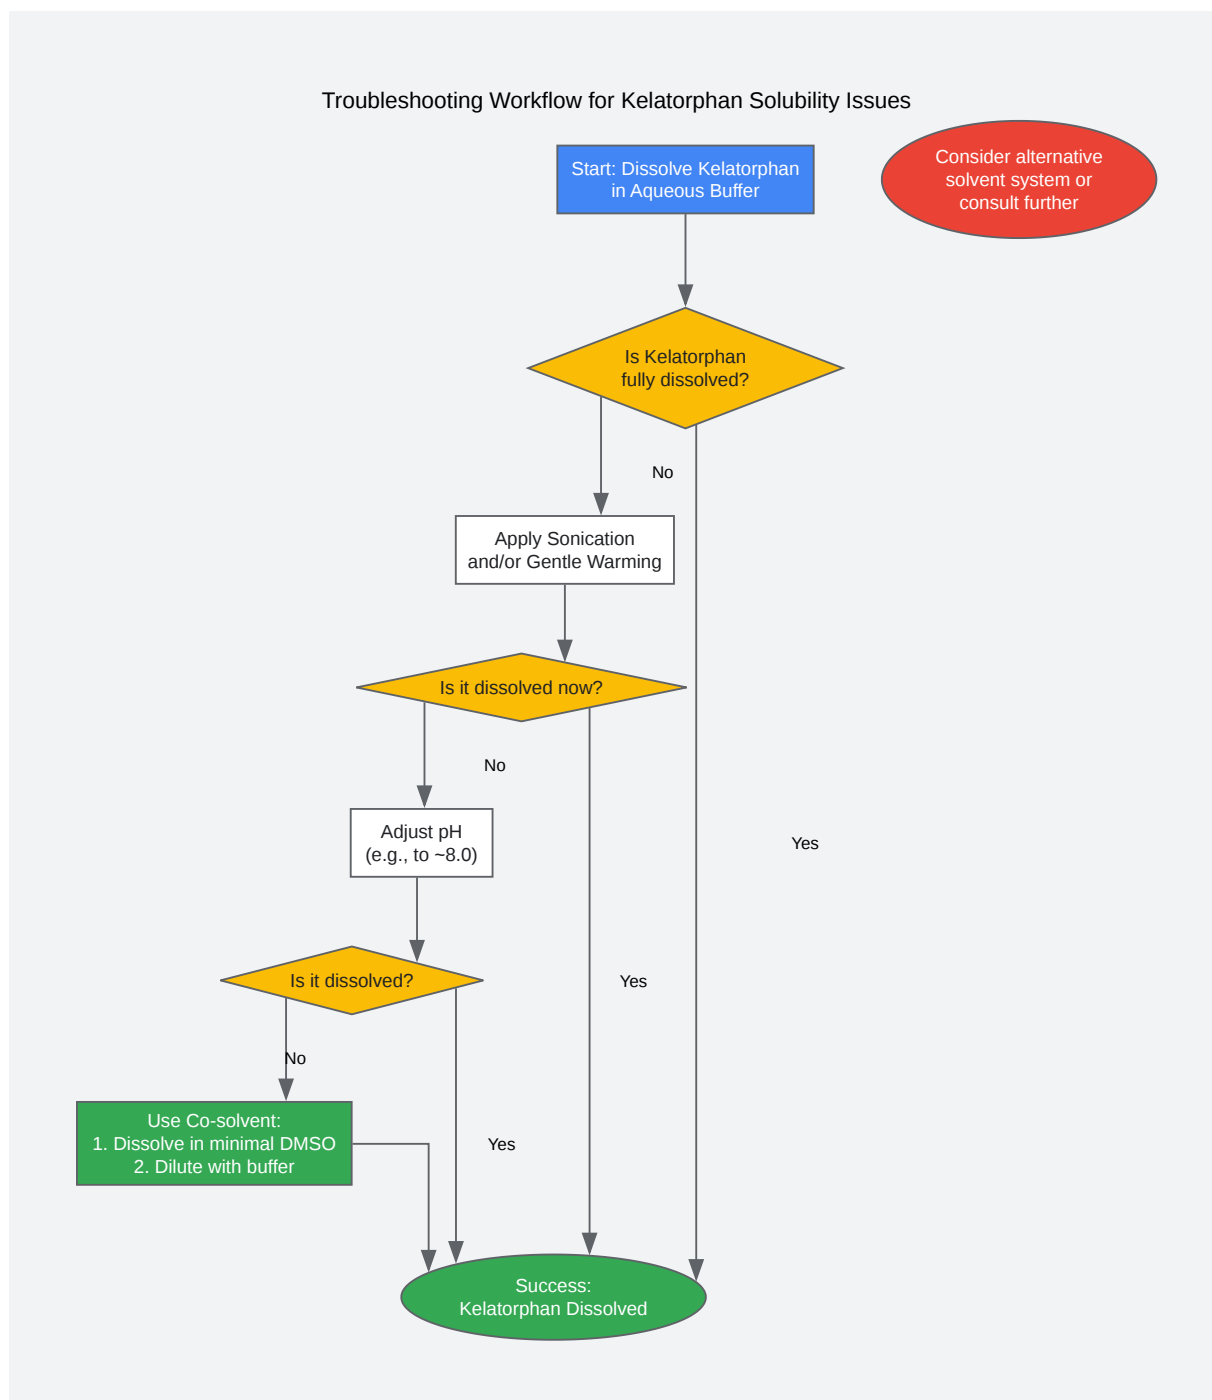 Troubleshooting Workflow for Kelatorphan Solubility Issues
Start: Dissolve Kelatorphan
in Aqueous Buffer
Consider alternative
solvent system or
consult further
Is Kelatorphan
fully dissolved?
No
Apply Sonication
and/or Gentle Warming
Is it dissolved now?
No
Adjust pH
(e.g., to ~8.0)
Yes
Is it dissolved?
Yes
No
Use Co-solvent:
1. Dissolve in minimal DMSO
2. Dilute with buffer
Yes
Success:
Kelatorphan Dissolved